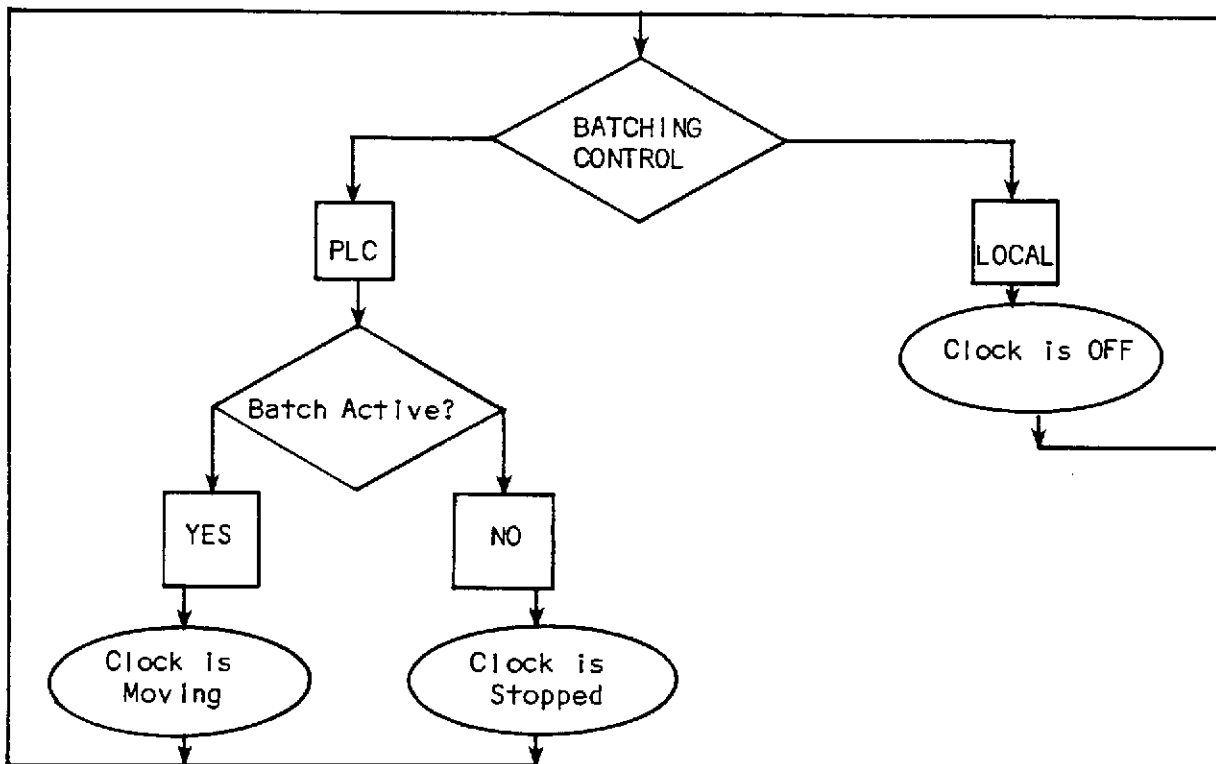 BATCHING
CONTROL
PLC
LOCAL
Clock is OFF
Batch Active?
YES
NO
Clock is
Moving
Clock is
Stopped